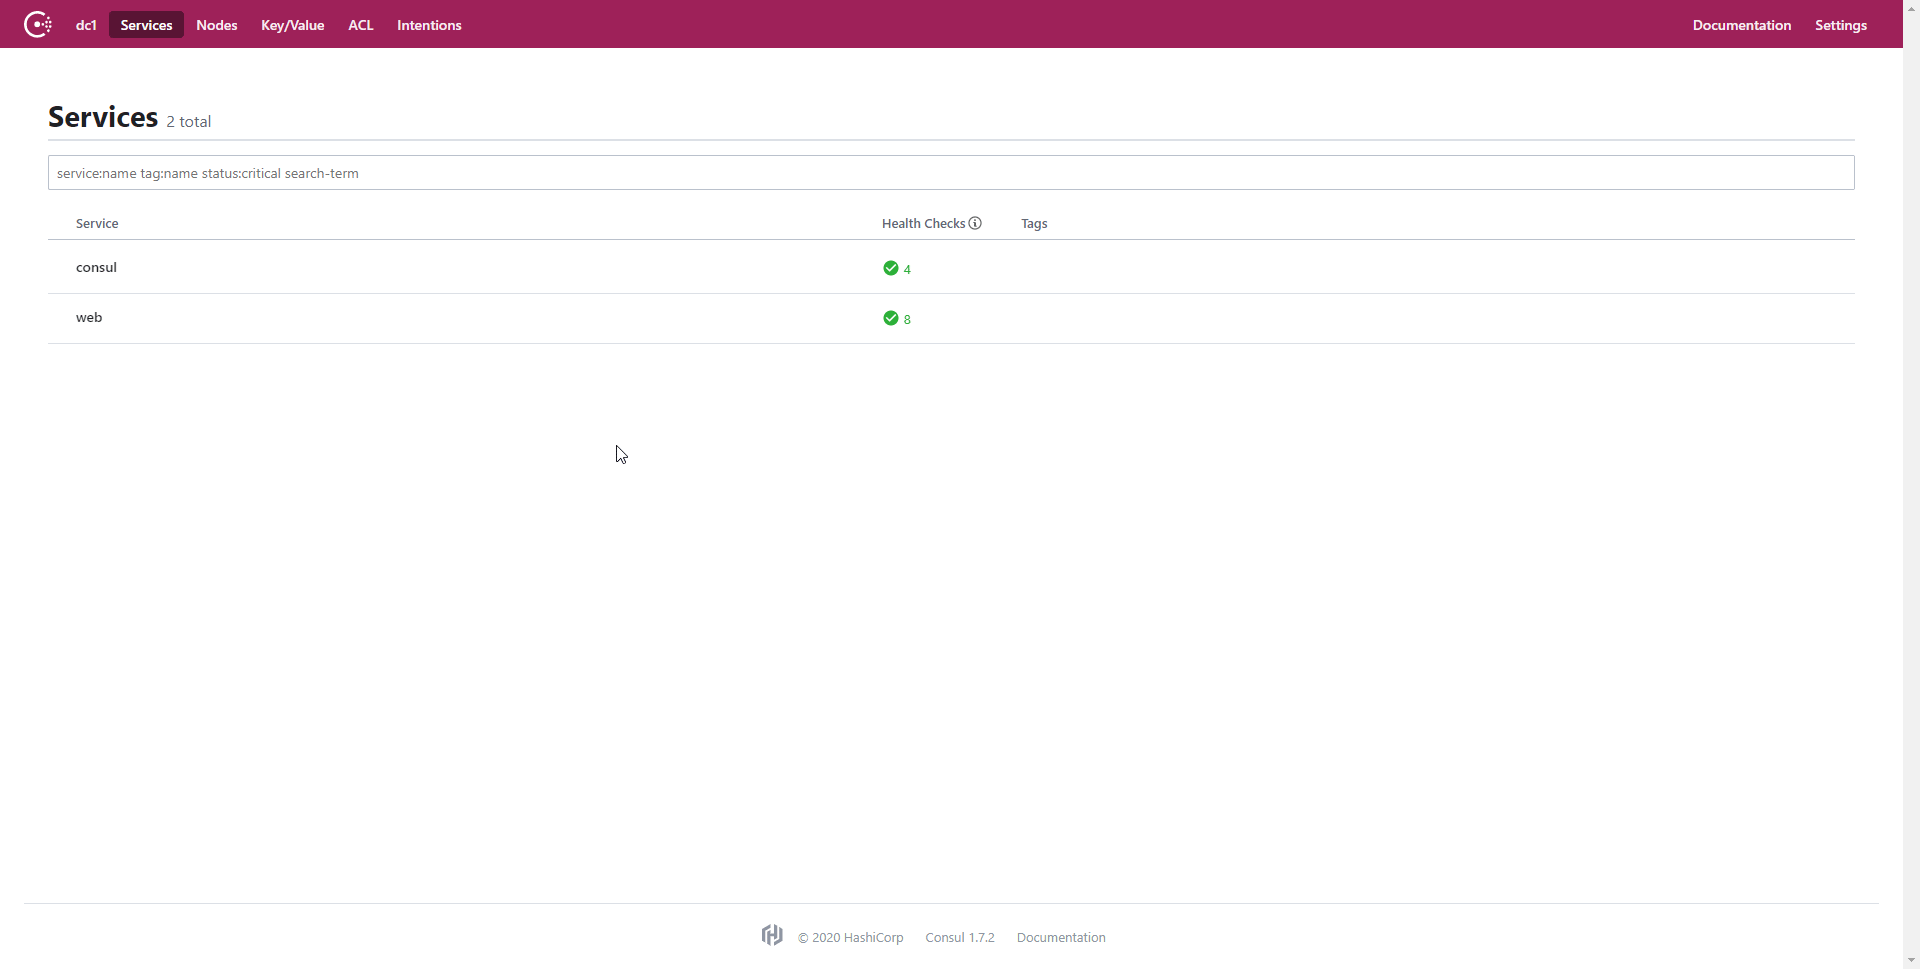 dc1 Services Nodes Key/Value ACL Intentions Documentation Settings
Services 2 total
service:name tag:name status:critical search-term
Service Health Checks Tags
consul 4
web 8
© 2020 HashiCorp Consul 1.7.2 Documentation